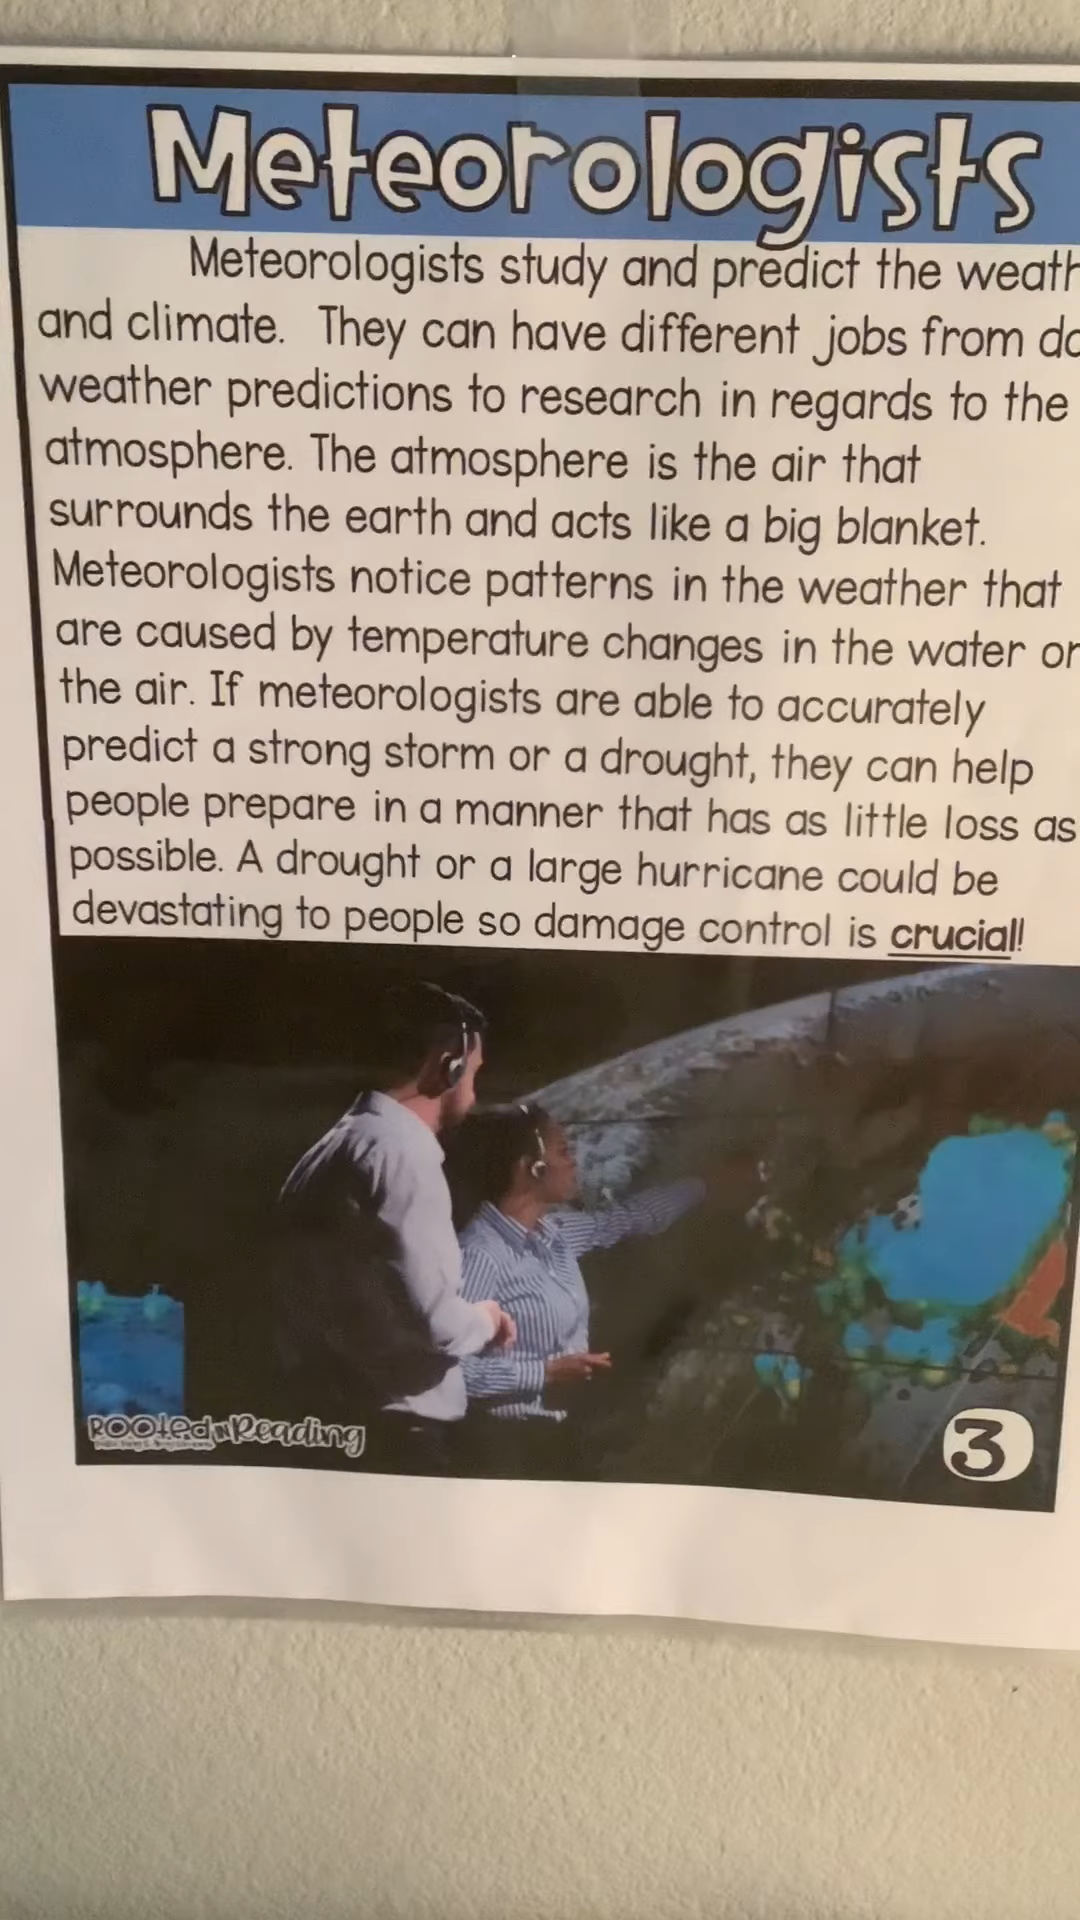 Meteorologists
Meteorologists study and predict the weath
and climate. They can have different jobs from da
weather predictions to research in regards to the
atmosphere. The atmosphere is the air that
surrounds the earth and acts like a big blanket.
Meteorologists notice patterns in the weather that
are caused by temperature changes in the water or
the air. If meteorologists are able to accurately
predict a strong storm or a drought, they can help
people prepare in a manner that has as little loss as
possible. A drought or a large hurricane could be
devastating to people so damage control is crucial!
Rooted in Reading
3